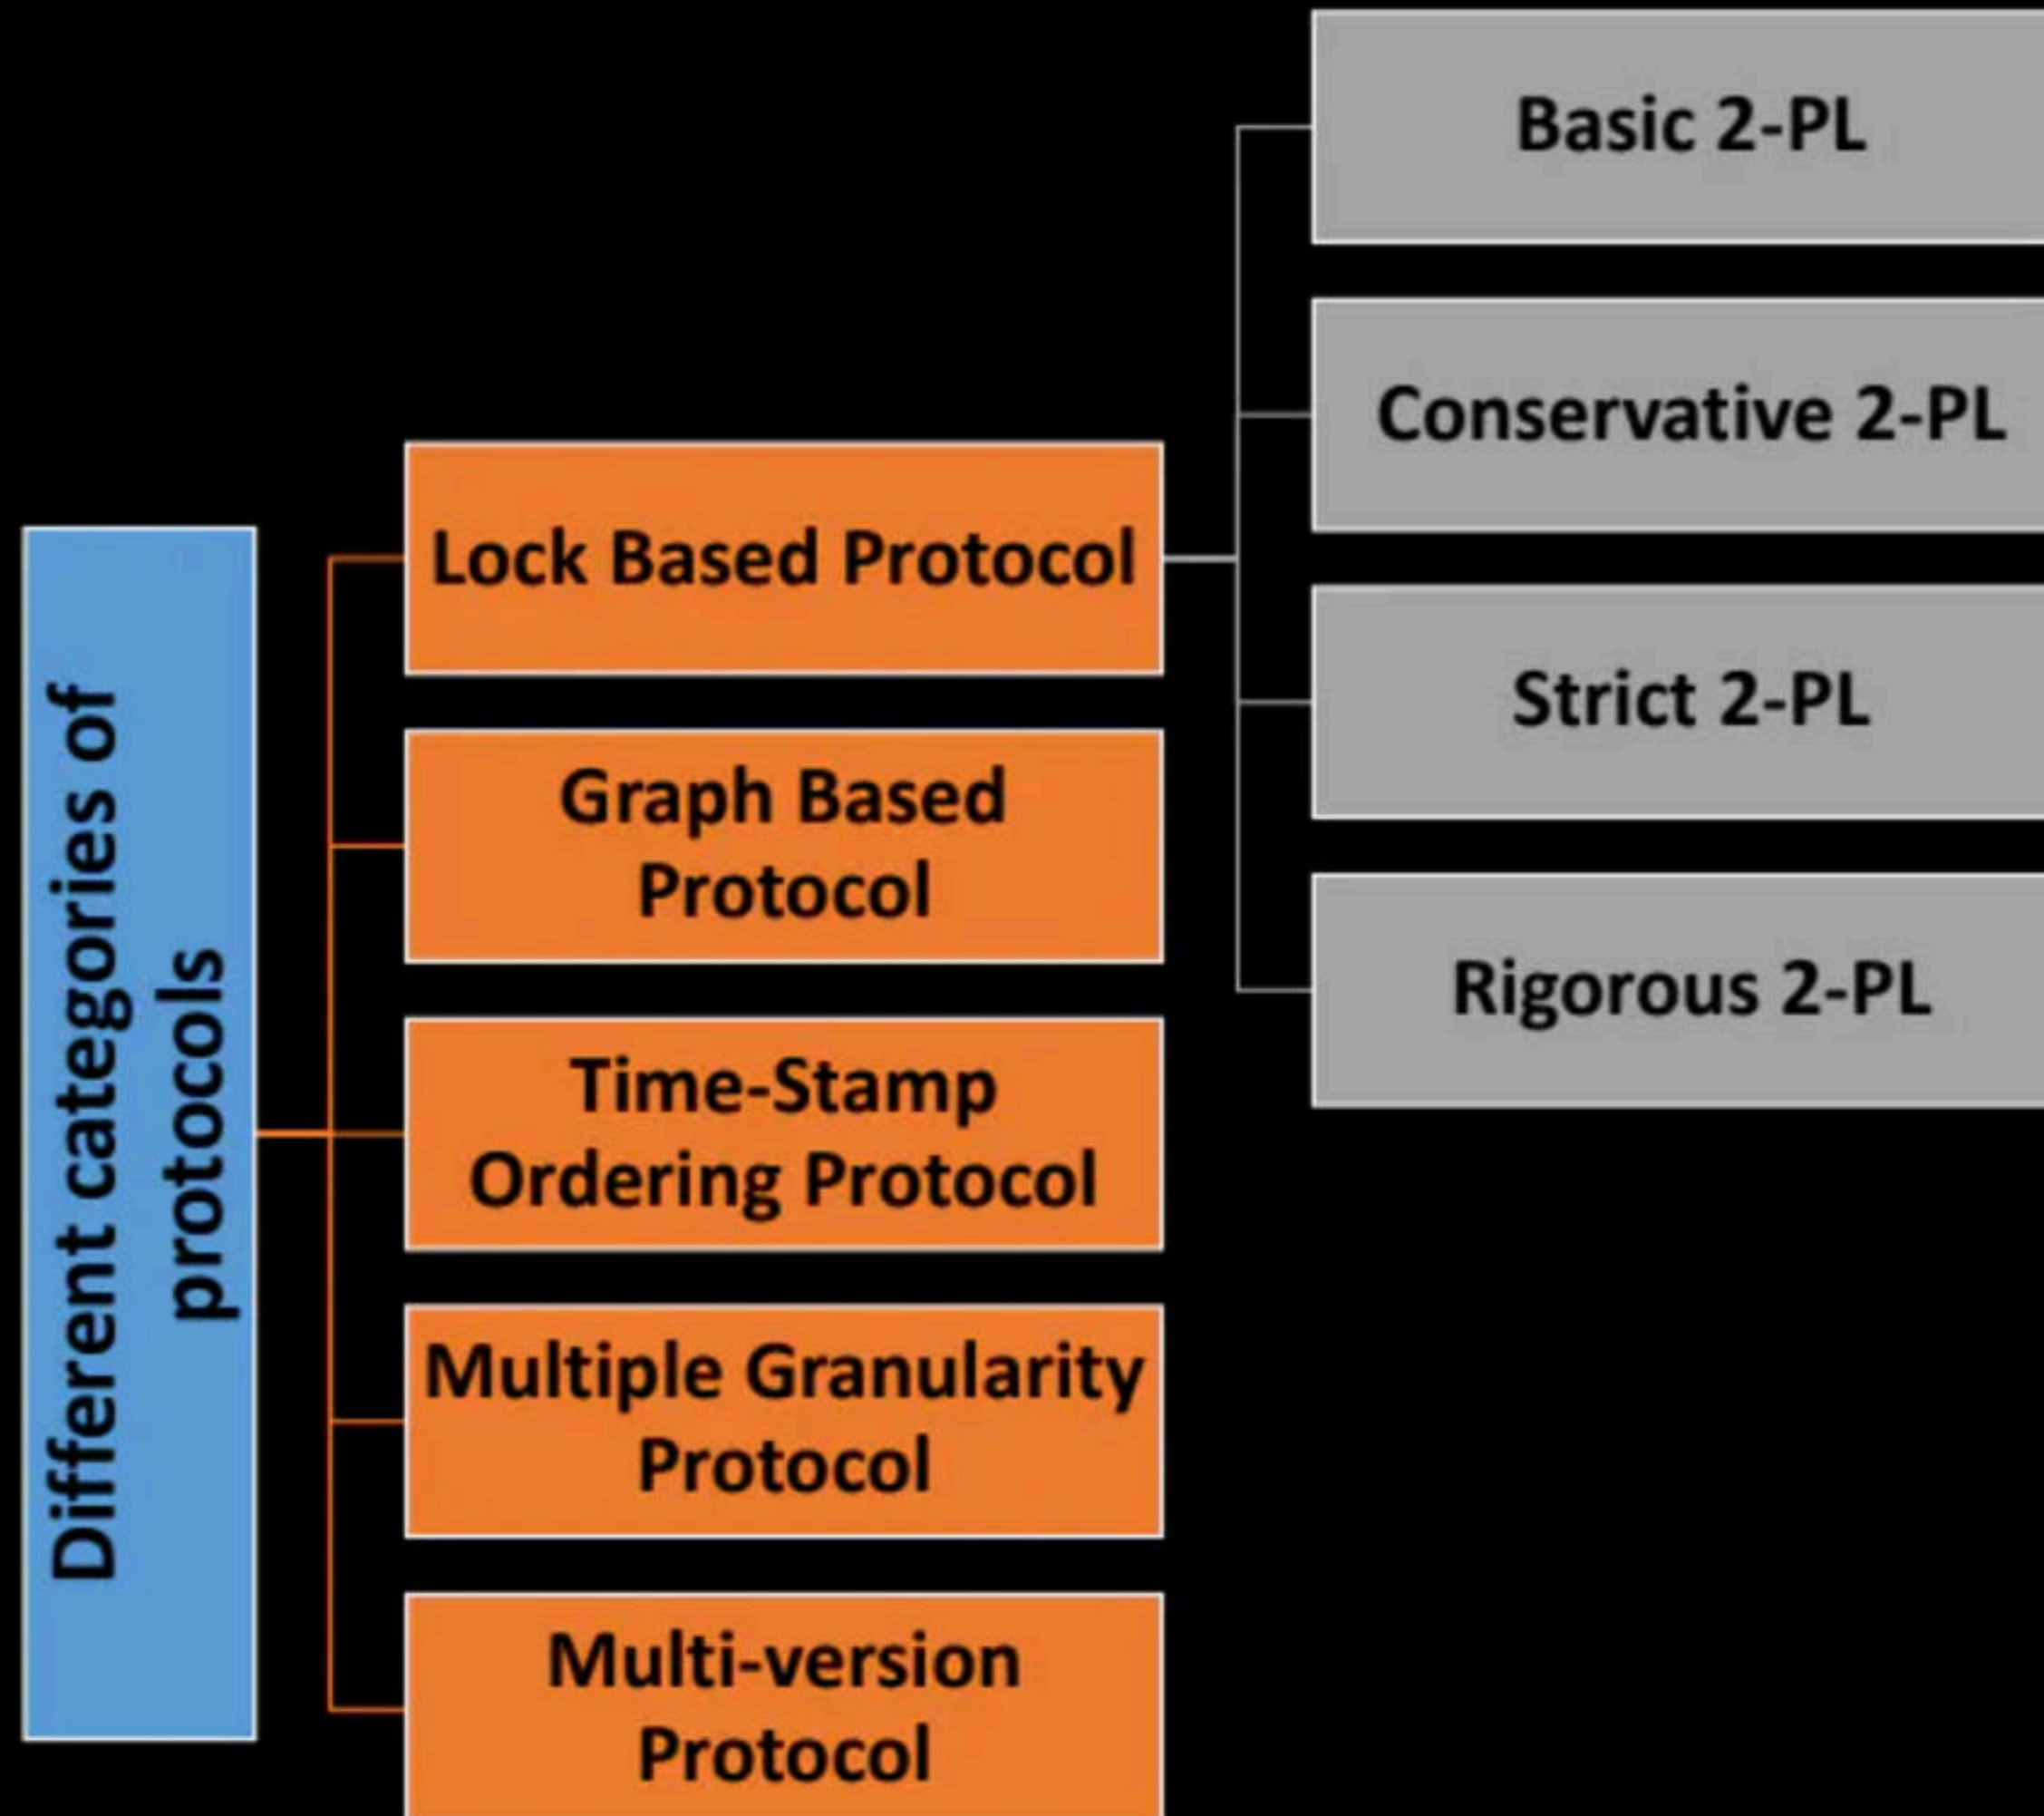 Different categories of
protocols
Lock Based Protocol
Graph Based
Protocol
Time-Stamp
Ordering Protocol
Multiple Granularity
Protocol
Multi-version
Protocol
Basic 2-PL
Conservative 2-PL
Strict 2-PL
Rigorous 2-PL